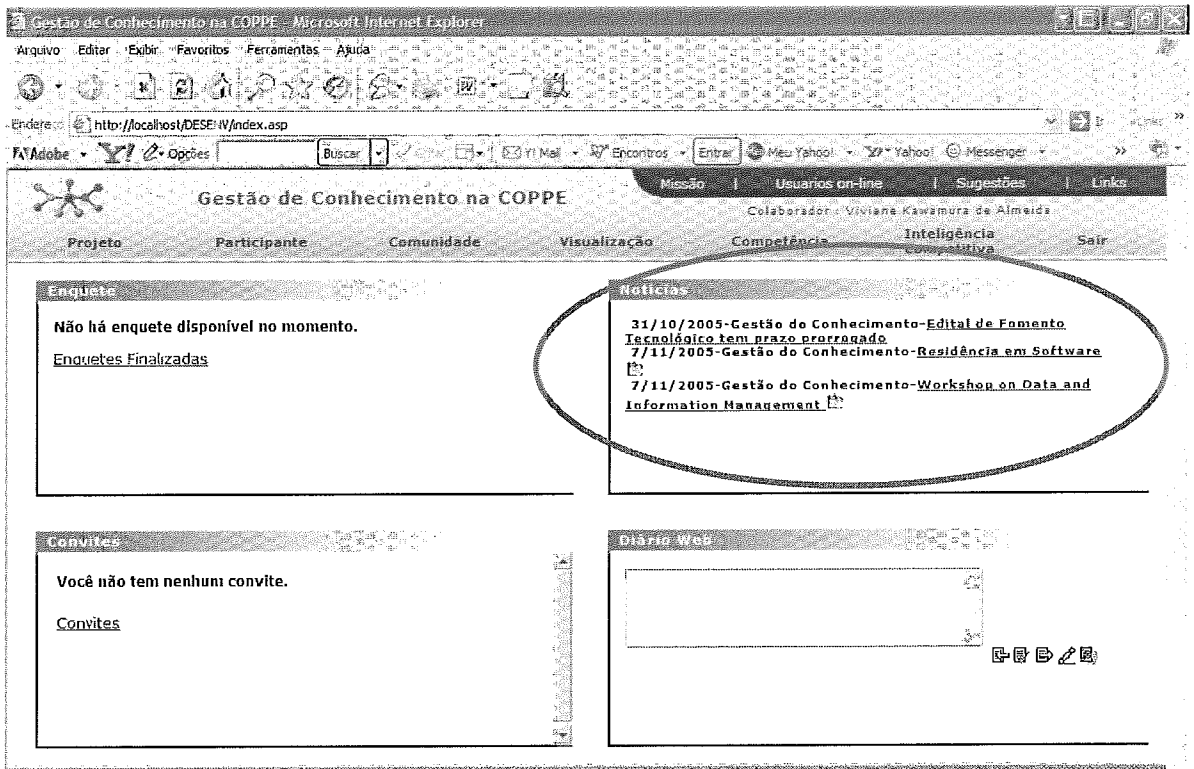 Gestão de Conhecimento na COPPE - Microsoft Internet Explorer
Arquivo Editar Exibir Favoritos Ferramentas Ajuda
http://localhost/DESENV/index.asp
Adobe Y! Opções Buscar Y! Mail Encontros Entrar Meu Yahoo! Yahoo! Messenger
Missão | Usuarios on-line | Sugestões | Links
Gestão de Conhecimento na COPPE
Colaborador : Viviane Kawamura de Almeida
Projeto Participante Comunidade Visualização Competência Inteligência Competitiva Sair
Enquete
Não há enquete disponível no momento.
Enquetes Finalizadas
Notícias
31/10/2005-Gestão do Conhecimento-Edital de Fomento
Tecnológico tem prazo prorrogado
7/11/2005-Gestão do Conhecimento-Residência em Software
7/11/2005-Gestão do Conhecimento-Workshop on Data and
Information Management
Convites
Você não tem nenhum convite.
Convites
Diário Web